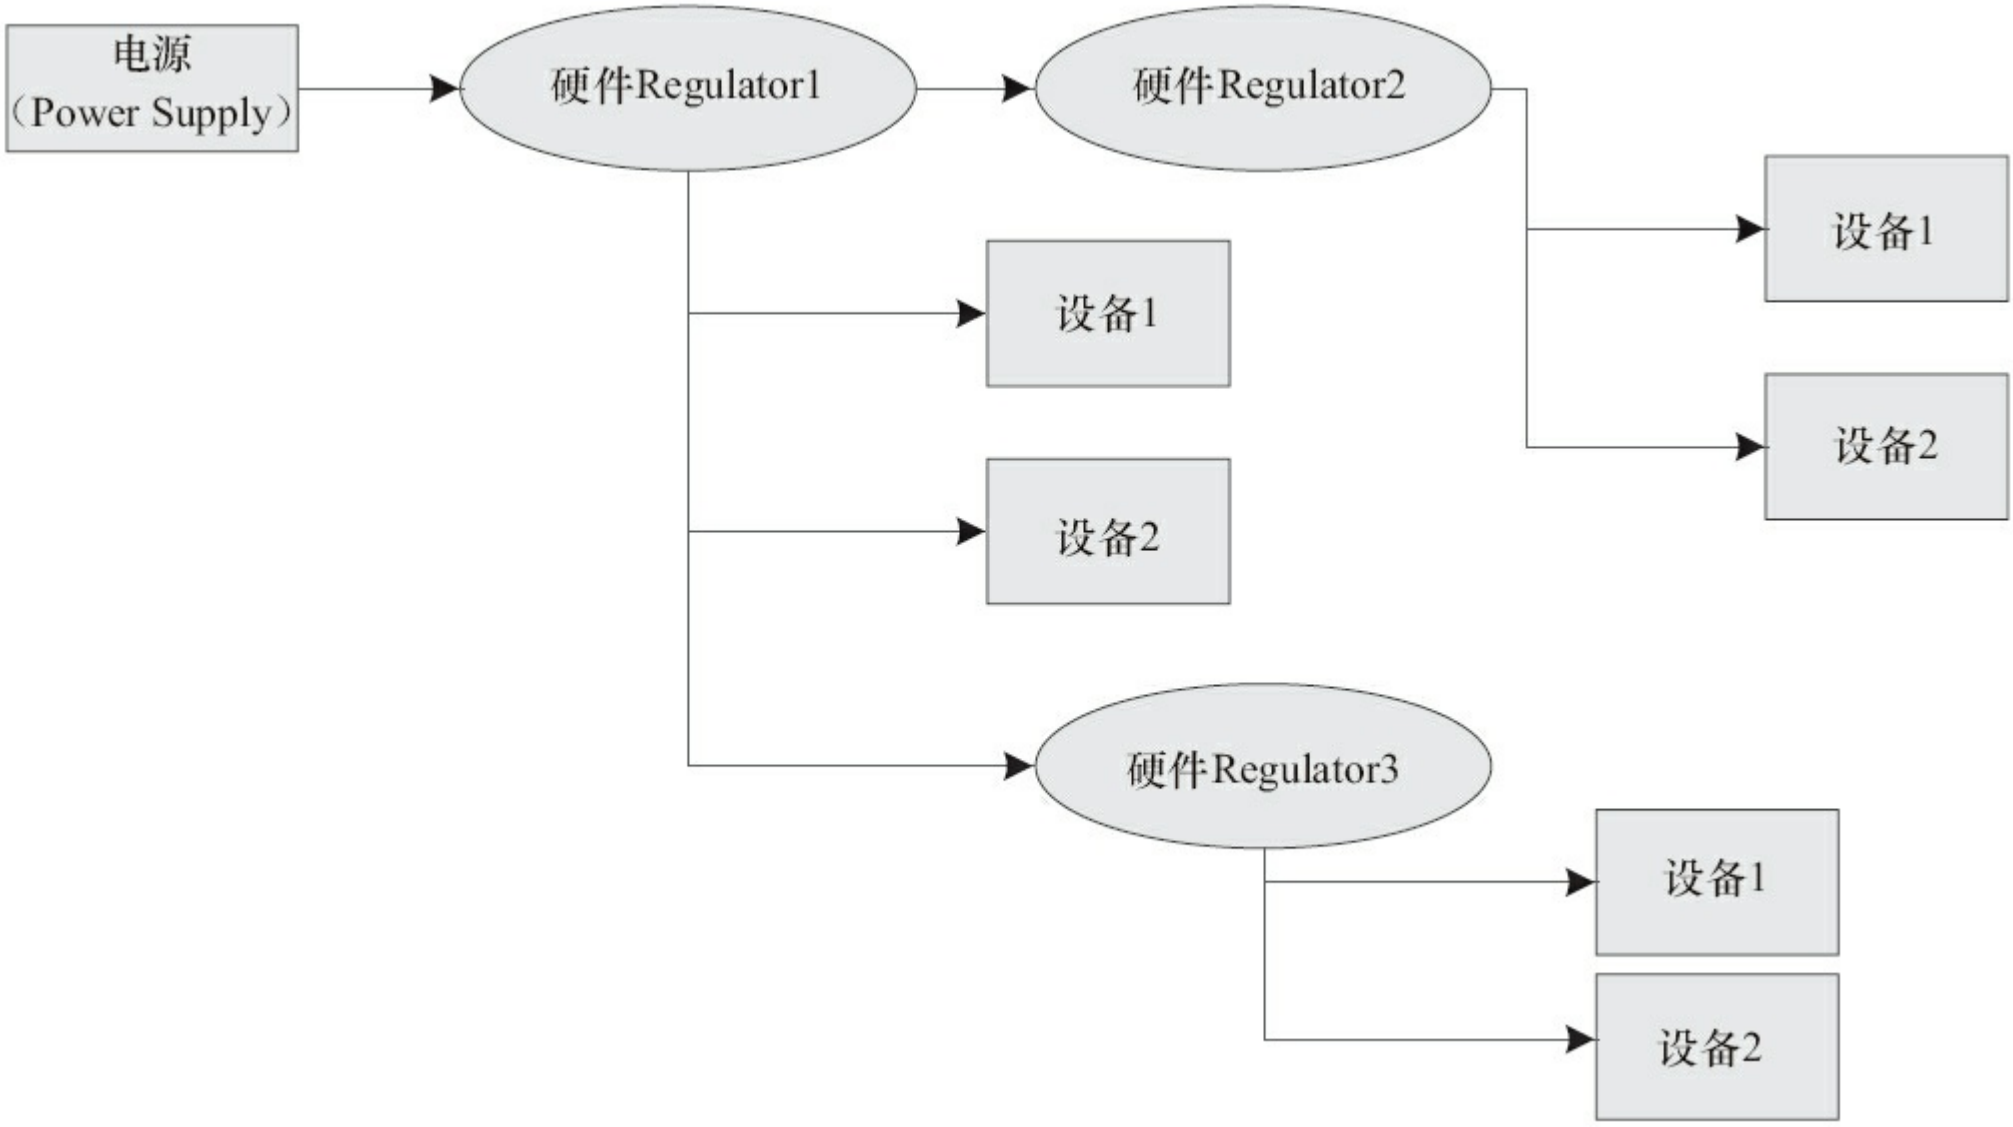 电源
（Power Supply）
硬件Regulator1
硬件Regulator2
设备1
设备1
设备2
设备2
硬件Regulator3
设备1
设备2